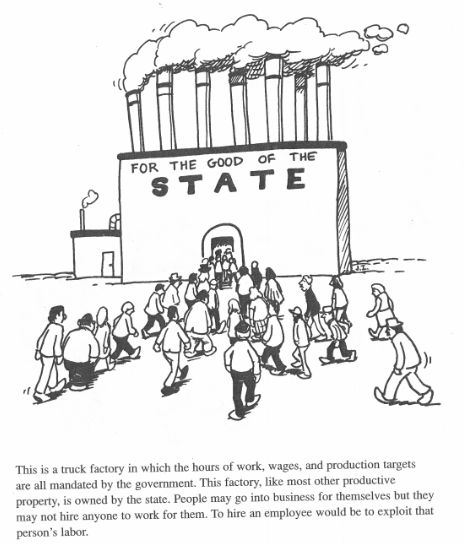 FOR THE GOOD OF THE
STATE
This is a truck factory in which the hours of work, wages, and production targets
are all mandated by the government. This factory, like most other productive
property, is owned by the state. People may go into business for themselves but they
may not hire anyone to work for them. To hire an employee would be to exploit that
person's labor.